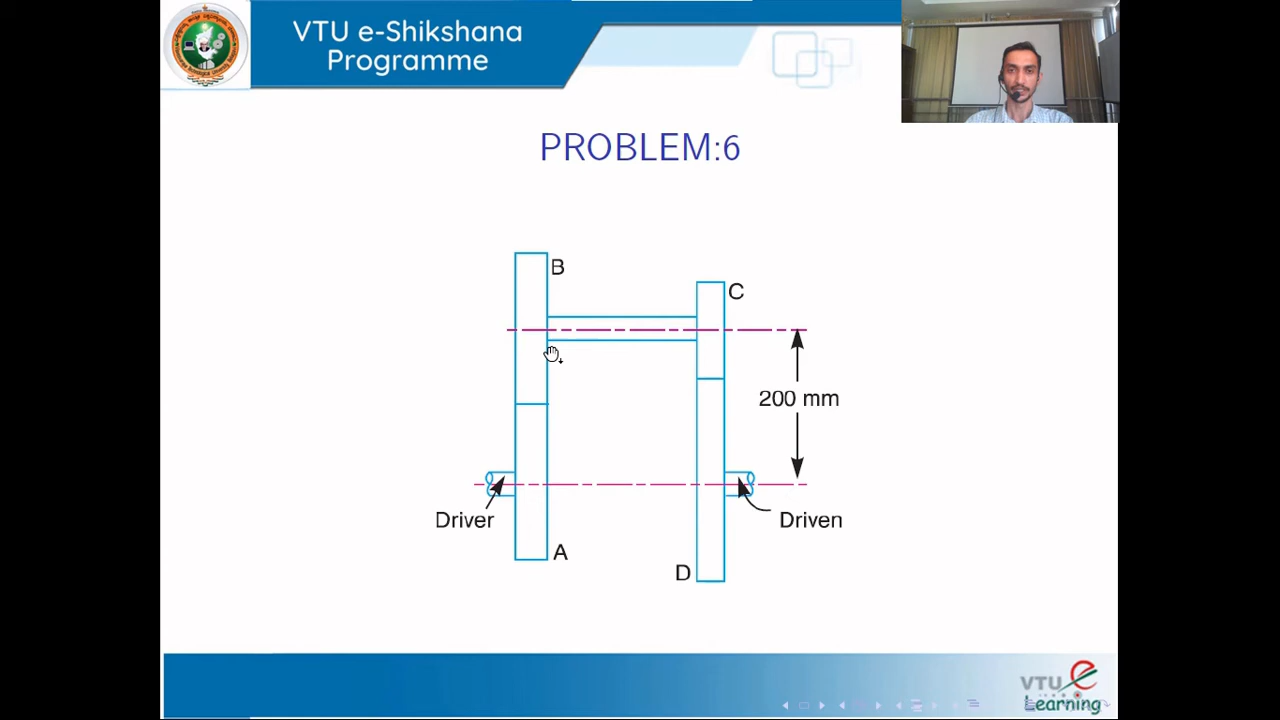 VTU e-Shikshana
Programme
PROBLEM:6
B
C
200 mm
Driver
Driven
A
D
VTU e
Learning